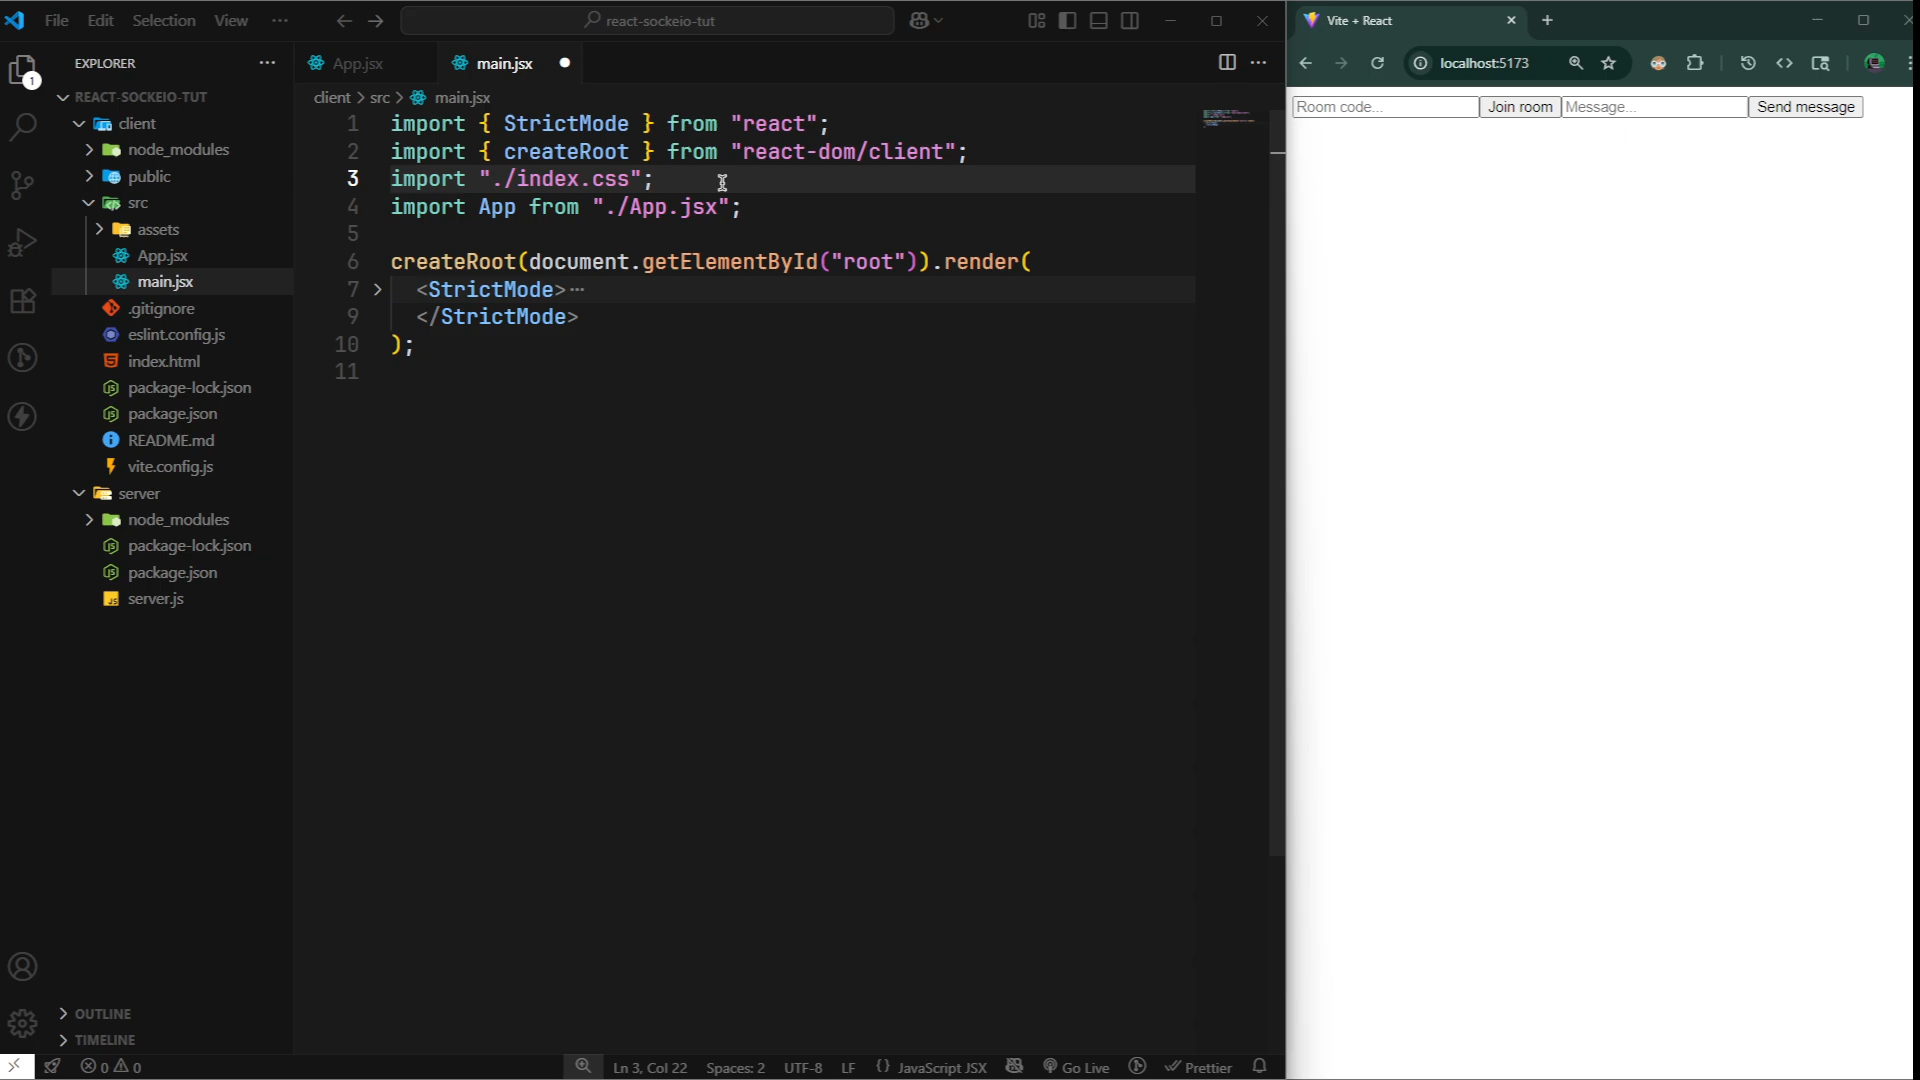 File Edit Selection View
react-sockeio-tut
EXPLORER
1
REACT-SOCKEIO-TUT
client
node_modules
public
src
assets
App.jsx
main.jsx
.gitignore
eslint.config.js
index.html
package-lock.json
package.json
README.md
vite.config.js
server
node_modules
package-lock.json
package.json
server.js
OUTLINE
TIMELINE
App.jsx main.jsx
client > src > main.jsx
1 import { StrictMode } from "react";
2 import { createRoot } from "react-dom/client";
3 import "./index.css";
4 import App from "./App.jsx";
5
6 createRoot(document.getElementById("root")).render(
7 <StrictMode>···
9 </StrictMode>
10 );
11
0 0 Ln 3, Col 22 Spaces: 2 UTF-8 LF {} JavaScript JSX Go Live Prettier
Vite + React
localhost:5173
Room code... Join room Message... Send message